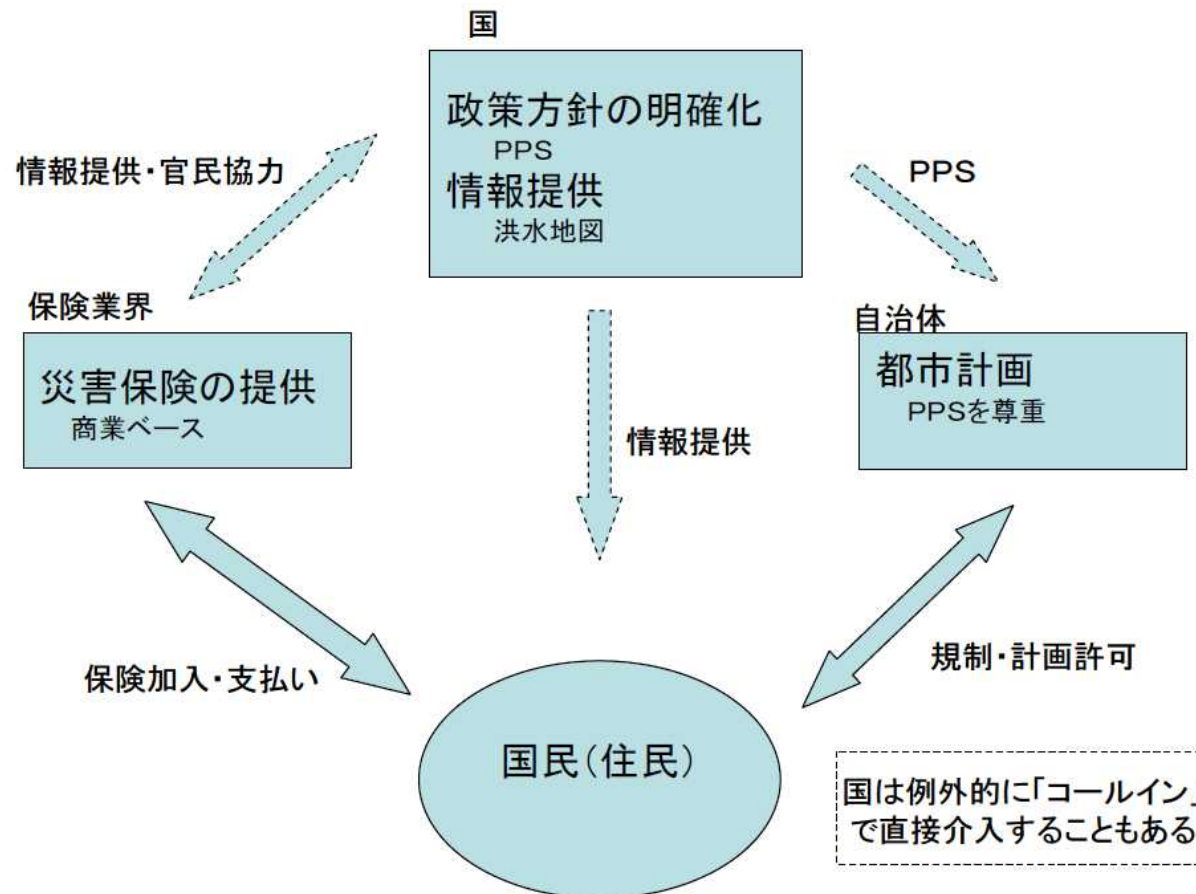 国
政策方針の明確化
PPS
情報提供
洪水地図
情報提供・官民協力
PPS
保険業界
災害保険の提供
商業ベース
自治体
都市計画
PPSを尊重
情報提供
保険加入・支払い
規制・計画許可
国民(住民)
国は例外的に「コールイン」
で直接介入することもある